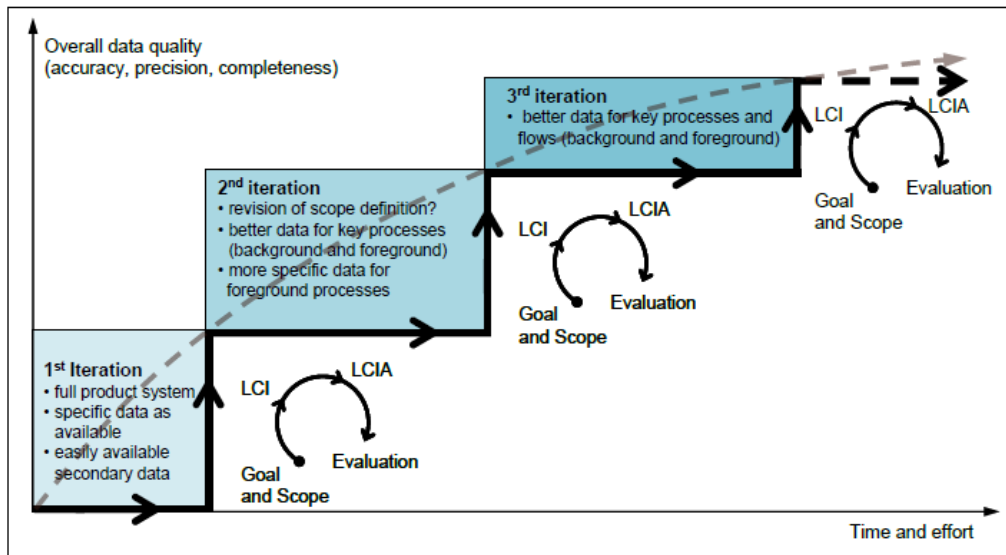 Overall data quality
(accuracy, precision, completeness)
3rd iteration
• better data for key processes and
flows (background and foreground)
LCI
LCIA
Goal
and Scope
Evaluation
2nd iteration
• revision of scope definition?
• better data for key processes
(background and foreground)
• more specific data for
foreground processes
LCI
LCIA
Goal
and Scope
Evaluation
1st Iteration
• full product system
• specific data as
available
• easily available
secondary data
LCI
LCIA
Goal
and Scope
Evaluation
Time and effort